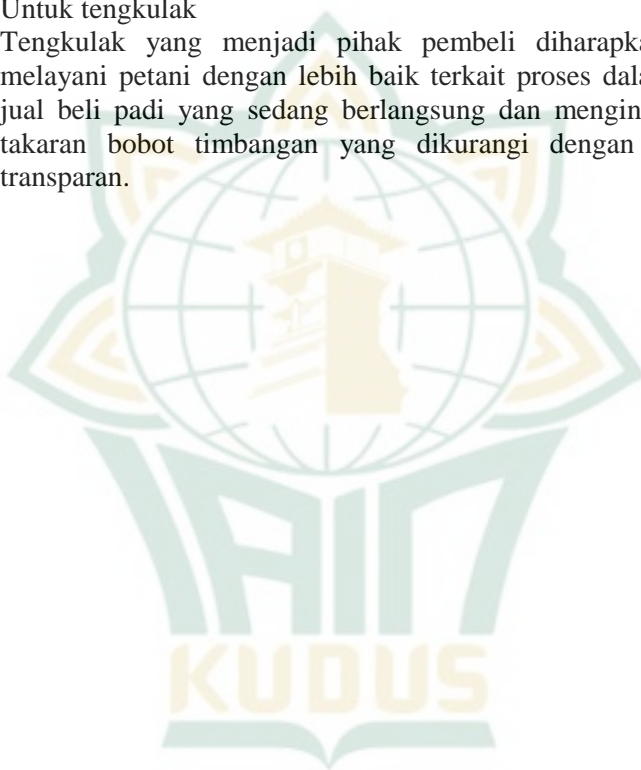 Untuk tengkulak
Tengkulak yang menjadi pihak pembeli diharapka
melayani petani dengan lebih baik terkait proses dala
jual beli padi yang sedang berlangsung dan mengin
takaran bobot timbangan yang dikurangi dengan
transparan.
IAIN
KUDUS